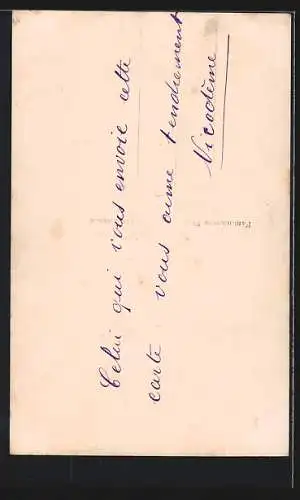 Celui qui vous envoie cette
carte vous aime tendrement
Nicodème